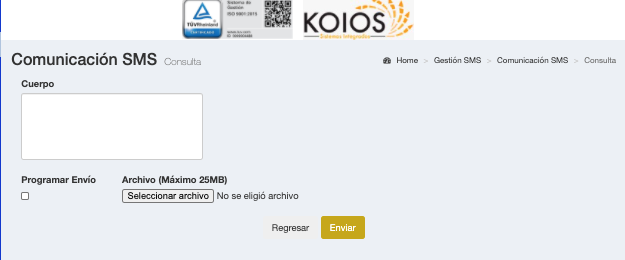 Sistema de
Gestión
ISO 9001:2015
TÜVRheinland
CERTIFICADO
KOIOS
Sistemas Integrados
Comunicación SMS Consulta
Home > Gestión SMS > Comunicación SMS > Consulta
Cuerpo
Programar Envío
Archivo (Máximo 25MB)
Seleccionar archivo No se eligió archivo
Regresar
Enviar